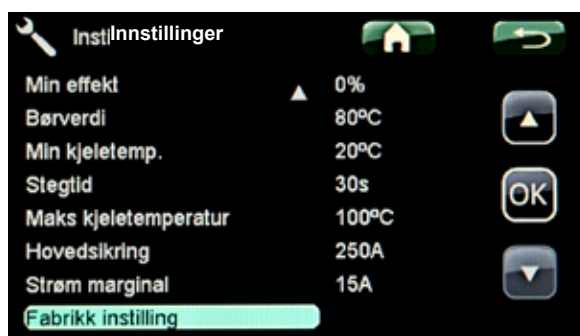 Insti Innstillinger
Min effekt 0%
Børverdi 80ºC
Min kjeletemp. 20ºC
Stegtid 30s
Maks kjeletemperatur 100ºC
OK
Hovedsikring 250A
Strøm marginal 15A
Fabrikk instilling